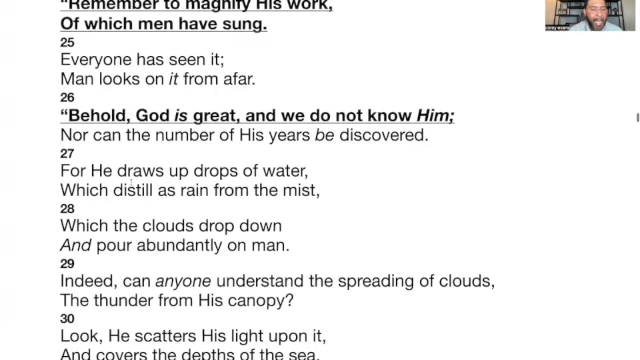 “Remember to magnify His work,
Of which men have sung.
25
Everyone has seen it;
Man looks on it from afar.
26
“Behold, God is great, and we do not know Him;
Nor can the number of His years be discovered.
27
For He draws up drops of water,
Which distill as rain from the mist,
28
Which the clouds drop down
And pour abundantly on man.
29
Indeed, can anyone understand the spreading of clouds,
The thunder from His canopy?
30
Look, He scatters His light upon it,
And covers the depths of the sea.